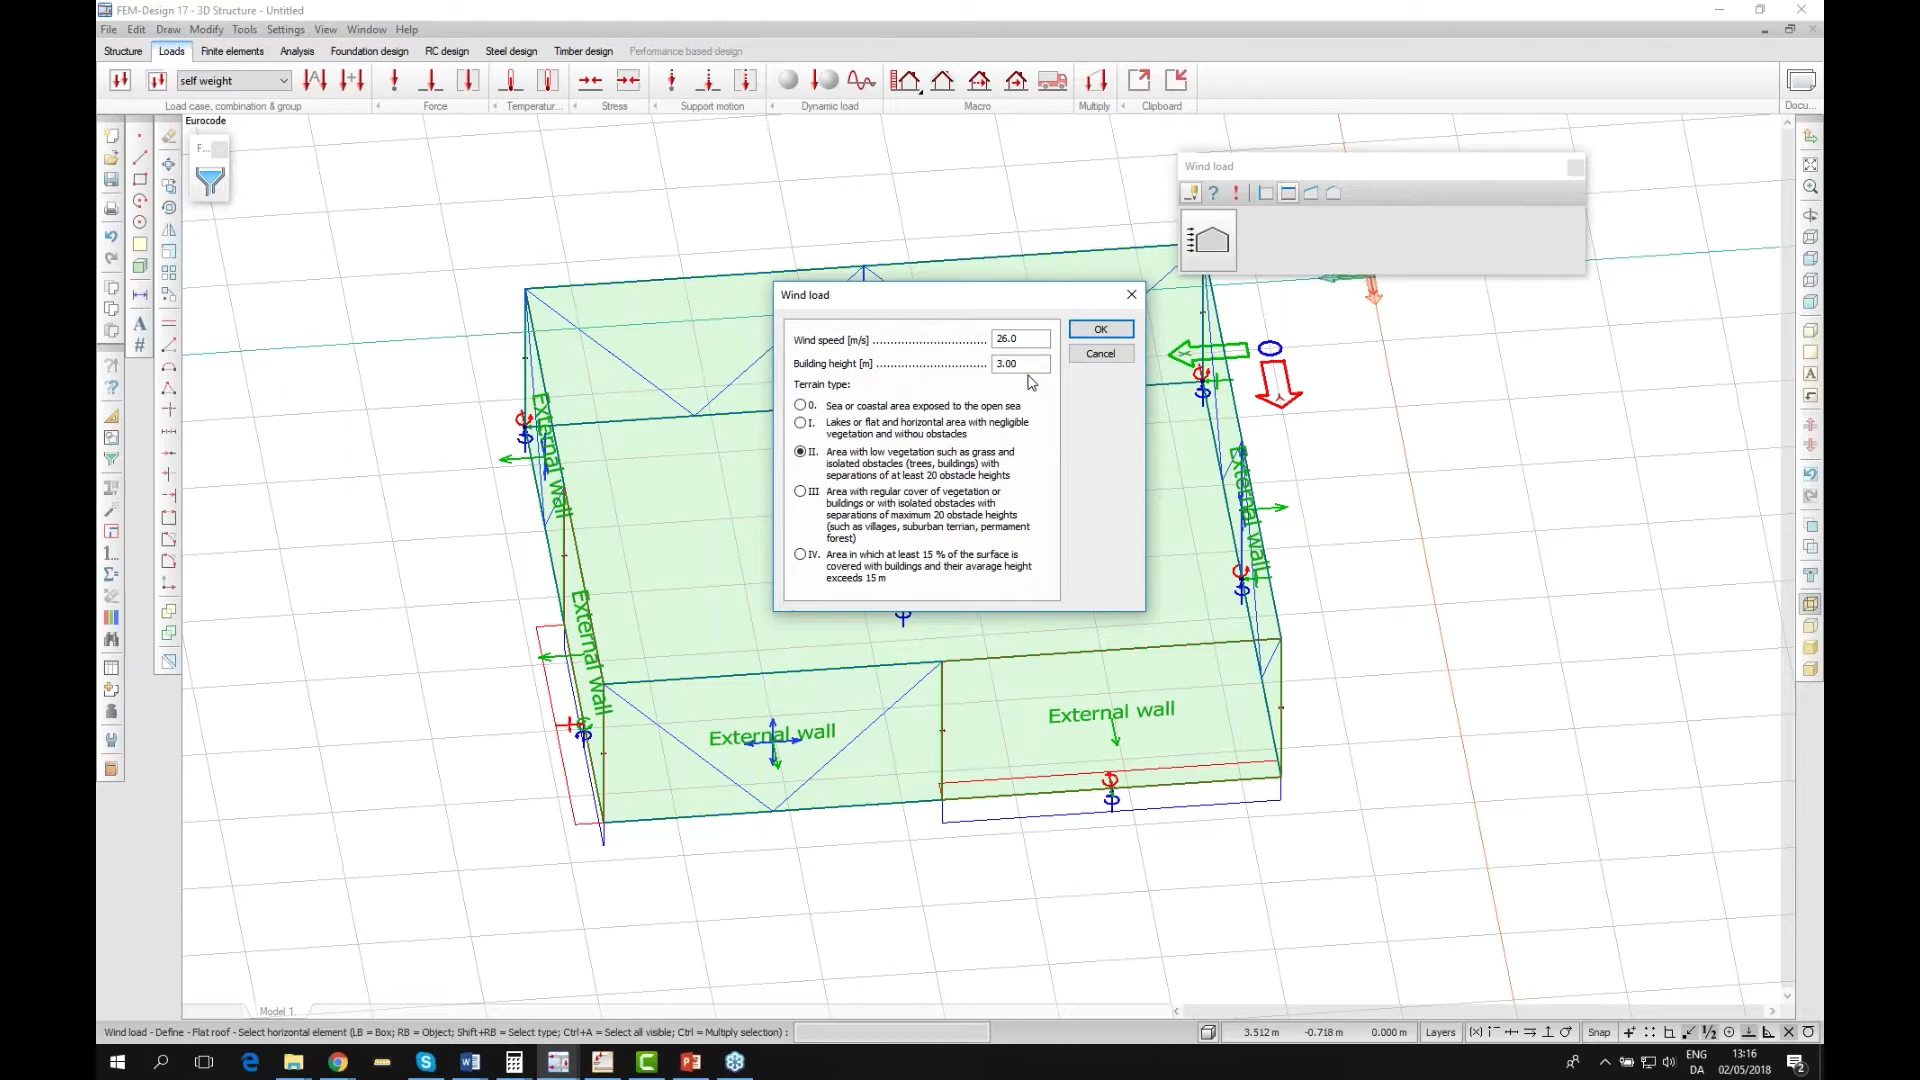 FEM-Design 17 - 3D Structure - Untitled
File Edit Draw Modify Tools Settings View Window Help
Structure Loads Finite elements Analysis Foundation design RC design Steel design Timber design Performance based design
self weight
Load case, combination & group Force Temperatur... Stress Support motion Dynamic load Macro Multiply Clipboard Docu...
Eurocode
F...
Wind load
Wind load
Wind speed [m/s] 26.0
OK
Building height [m] 3.00
Cancel
Terrain type:
0. Sea or coastal area exposed to the open sea
I. Lakes or flat and horizontal area with negligible
vegetation and withou obstacles
II. Area with low vegetation such as grass and
isolated obstacles (trees, buildings) with
separations of at least 20 obstacle heights
III Area with regular cover of vegetation or
buildings or with isolated obstacles with
separations of maximum 20 obstacle heights
(such as villages, suburban terrian, permament
forest)
IV. Area in which at least 15 % of the surface is
covered with buildings and their avarage height
exceeds 15 m
External wall
External wall
External wall
External wall
External wall
Model 1
Wind load - Define - Flat roof - Select horizontal element (LB = Box; RB = Object; Shift+RB = Select type; Ctrl+A = Select all visible; Ctrl = Multiply selection) :
3.512 m -0.718 m 0.000 m Layers Snap
ENG 13:16
DA 02/05/2018
2